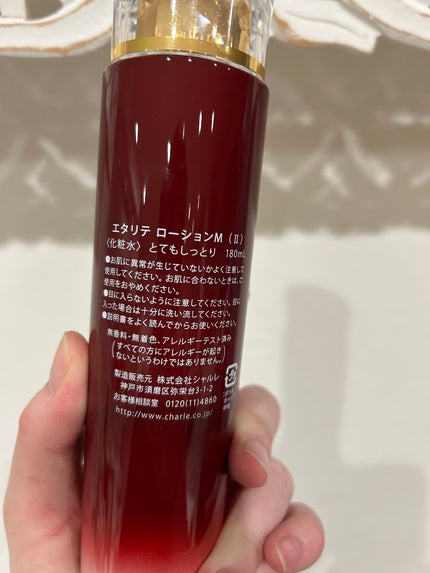 エタリテ ローションM（Ⅱ）
〈化粧水〉とてもしっとり 180mL
●お肌に異常が生じていないかよく注意して
使用してください。お肌に合わないときは、ご
使用をおやめください。
●目に入らないように注意してください。目に
入った場合は十分に洗い流してください。
●説明書をよく読んでからお使いください。
無香料・無着色、アレルギーテスト済み
（すべての方にアレルギーが起き
ないというわけではありません。）
製造販売元 株式会社シャルレ
神戸市須磨区弥栄台3-1-2
お客様相談室 0120(11)4860
http://www.charle.co.jp/